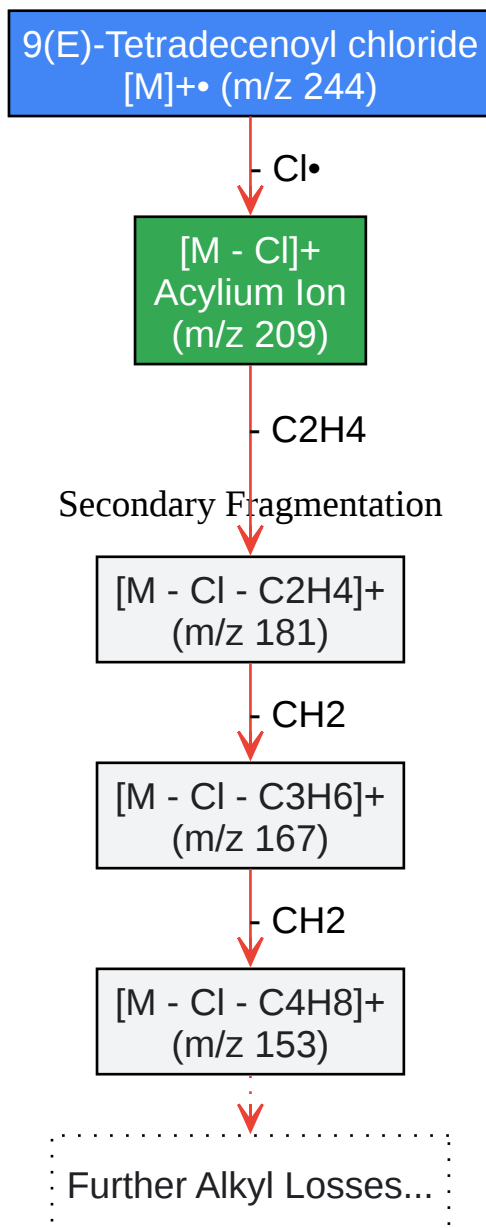 9(E)-Tetradecenoyl chloride
[M]+• (m/z 244)
- Cl•
[M - Cl]+
Acylium Ion
(m/z 209)
- C2H4
Secondary Fragmentation
[M - Cl - C2H4]+
(m/z 181)
- CH2
[M - Cl - C3H6]+
(m/z 167)
- CH2
[M - Cl - C4H8]+
(m/z 153)
Further Alkyl Losses...